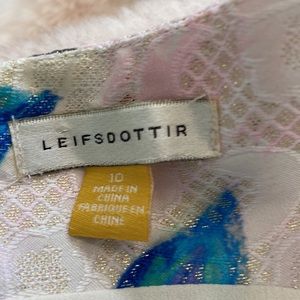 LEIFSDOTTIR
10
MADE IN
CHINA
FABRIQUE EN
CHINE